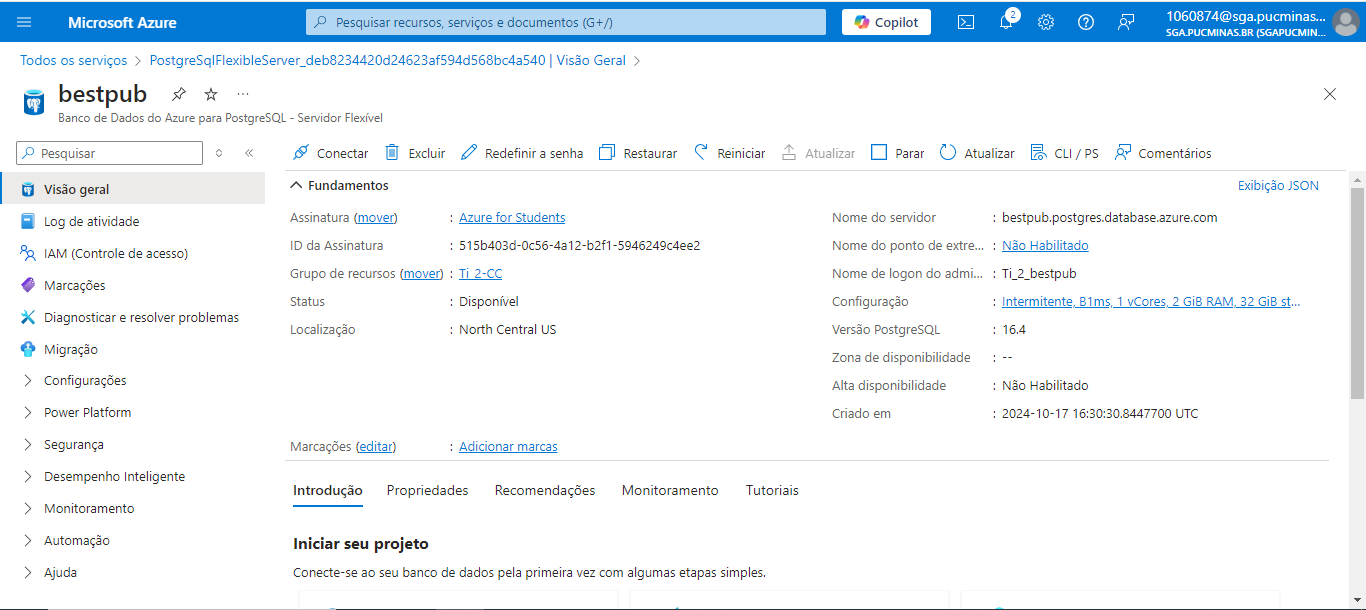 Microsoft Azure
Pesquisar recursos, serviços e documentos (G+/)
Copilot
2
1060874@sga.pucminas...
SGA.PUCMINAS.BR (SGAPUCMIN...
Todos os serviços > PostgreSqlFlexibleServer_deb8234420d24623af594d568bc4a540 | Visão Geral >
bestpub
Banco de Dados do Azure para PostgreSQL - Servidor Flexível
Pesquisar
Conectar Excluir Redefinir a senha Restaurar Reiniciar Atualizar Parar Atualizar CLI / PS Comentários
Visão geral
Log de atividade
IAM (Controle de acesso)
Marcações
Diagnosticar e resolver problemas
Migração
Configurações
Power Platform
Segurança
Desempenho Inteligente
Monitoramento
Automação
Ajuda
Fundamentos
Exibição JSON
Assinatura (mover) : Azure for Students
ID da Assinatura : 515b403d-0c56-4a12-b2f1-5946249c4ee2
Grupo de recursos (mover) : Ti_2-CC
Status : Disponível
Localização : North Central US
Nome do servidor : bestpub.postgres.database.azure.com
Nome do ponto de extre... : Não Habilitado
Nome de logon do admi... : Ti_2_bestpub
Configuração : Intermitente, B1ms, 1 vCores, 2 GiB RAM, 32 GiB st...
Versão PostgreSQL : 16.4
Zona de disponibilidade : --
Alta disponibilidade : Não Habilitado
Criado em : 2024-10-17 16:30:30.8447700 UTC
Marcações (editar) : Adicionar marcas
Introdução Propriedades Recomendações Monitoramento Tutoriais
Iniciar seu projeto
Conecte-se ao seu banco de dados pela primeira vez com algumas etapas simples.